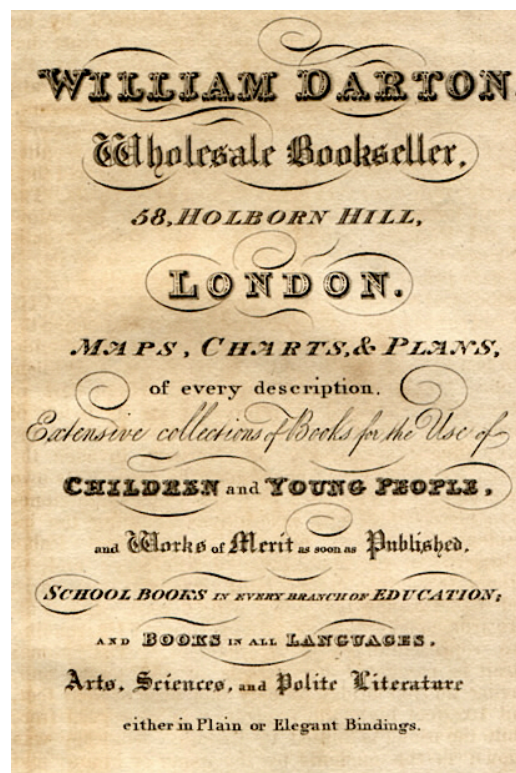 WILLIAM DARTON.
Wholesale Bookseller,
58, HOLBORN HILL,
LONDON.
MAPS, CHARTS, & PLANS,
of every description.
Extensive collections of Books for the Use of
CHILDREN and YOUNG PEOPLE,
and Works of Merit as soon as Published.
SCHOOL BOOKS IN EVERY BRANCH OF EDUCATION;
AND BOOKS IN ALL LANGUAGES.
Arts, Sciences, and Polite Literature
either in Plain or Elegant Bindings.